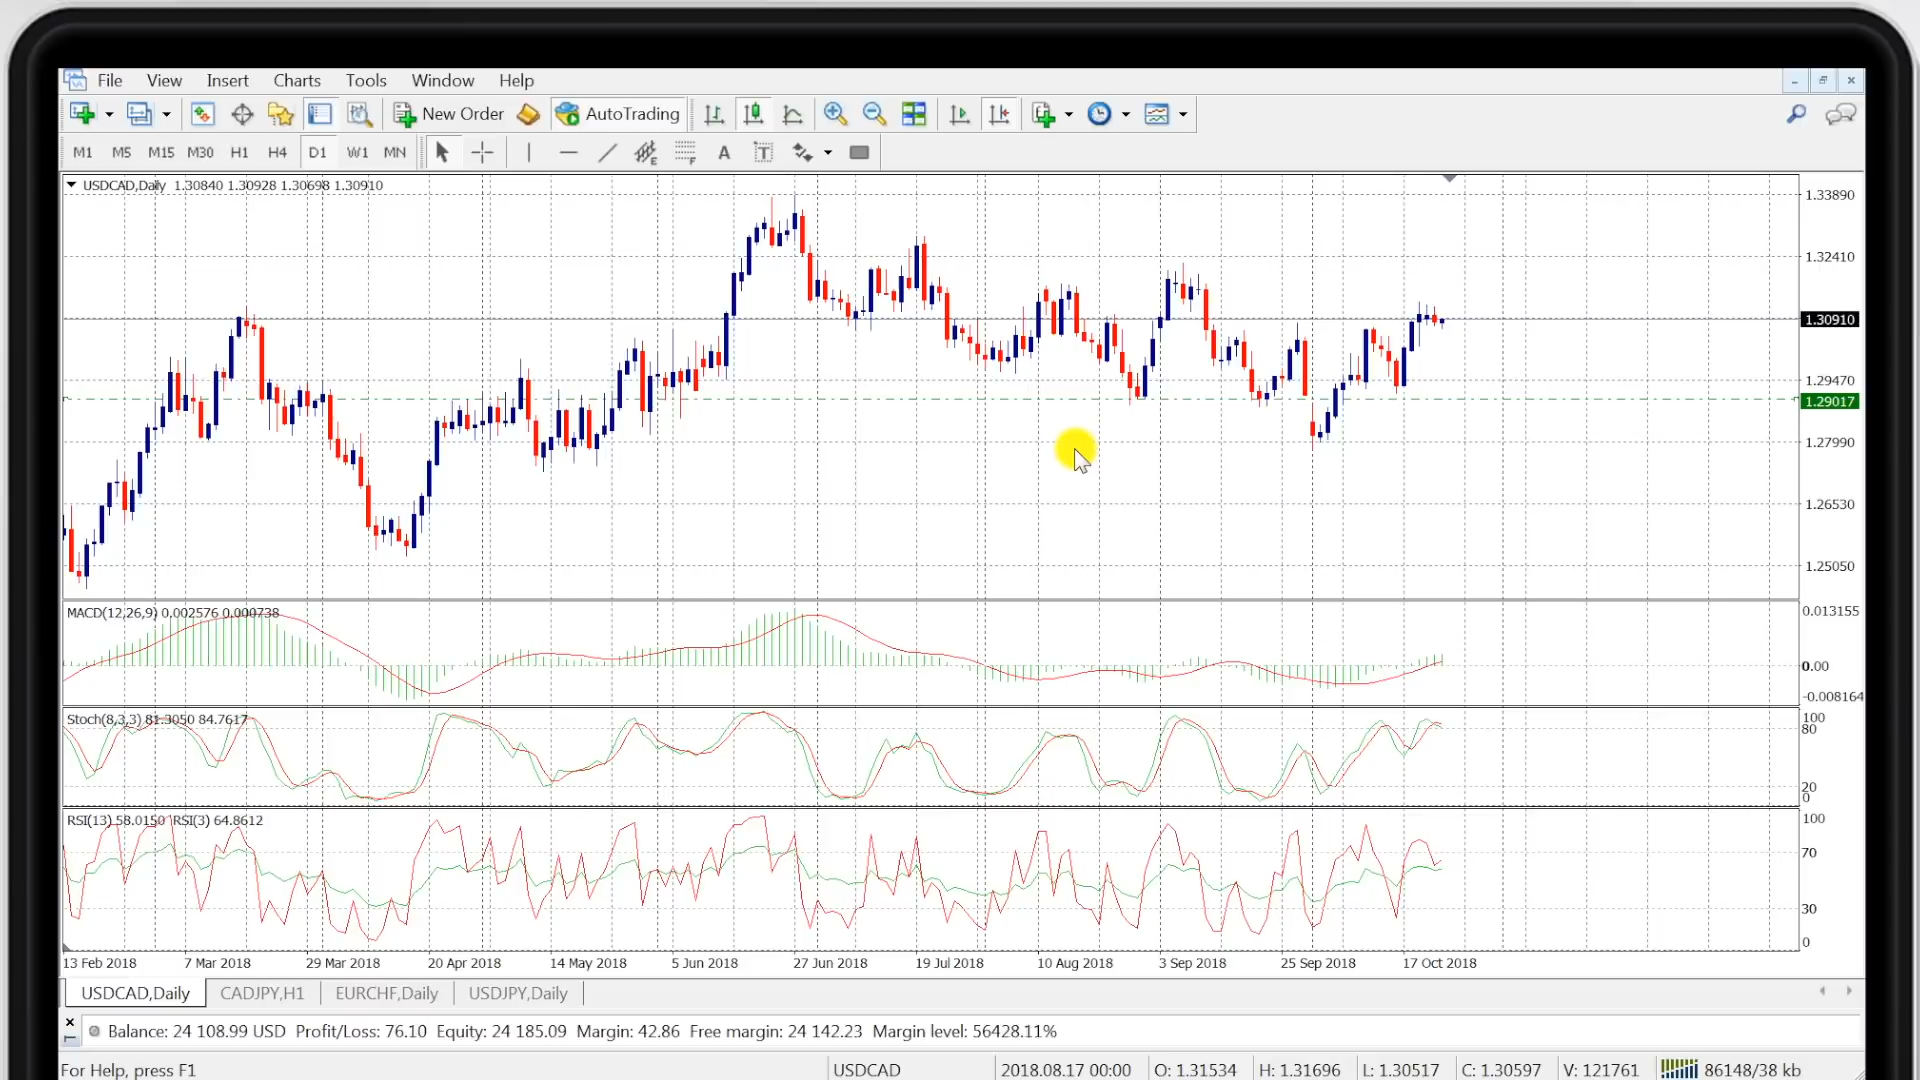 File View Insert Charts Tools Window Help
New Order AutoTrading
M1 M5 M15 M30 H1 H4 D1 W1 MN E F A T
USDCAD,Daily 1.30840 1.30928 1.30698 1.30910
1.33890
1.32410
1.30910
1.29470
1.29017
1.27990
1.26530
1.25050
MACD(12,26,9) 0.002576 0.000738
0.013155
0.00
-0.008164
Stoch(8,3,3) 81.3050 84.7617
100
80
20
0
RSI(13) 58.0150 RSI(3) 64.8612
100
70
30
0
13 Feb 2018 7 Mar 2018 29 Mar 2018 20 Apr 2018 14 May 2018 5 Jun 2018 27 Jun 2018 19 Jul 2018 10 Aug 2018 3 Sep 2018 25 Sep 2018 17 Oct 2018
USDCAD,Daily CADJPY,H1 EURCHF,Daily USDJPY,Daily
Balance: 24 108.99 USD Profit/Loss: 76.10 Equity: 24 185.09 Margin: 42.86 Free margin: 24 142.23 Margin level: 56428.11%
For Help, press F1 USDCAD 2018.08.17 00:00 O: 1.31534 H: 1.31696 L: 1.30517 C: 1.30597 V: 121761 86148/38 kb